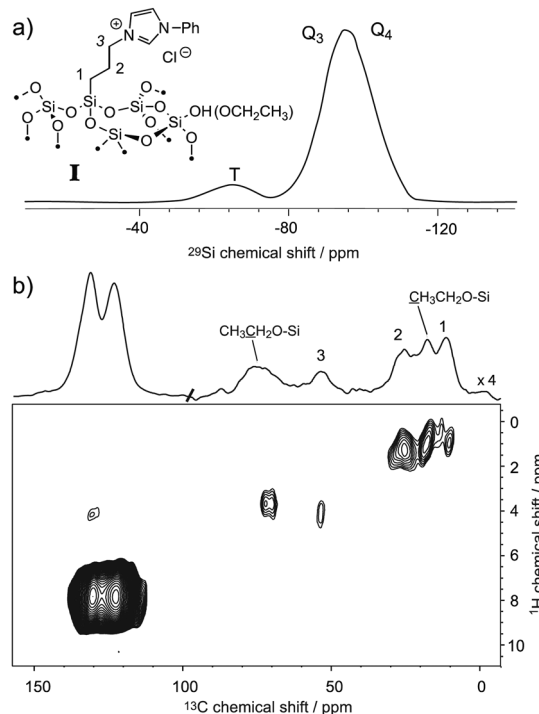 a)
3
N
⊕
N–Ph
Cl⊖
1
2
O
Si
O
Si
O
Si
O
OH(OCH2CH3)
O
Si
O
Si
O
O
O
O
Si
O
O
I
T
Q3
Q4
-40
-80
-120
29Si chemical shift / ppm
b)
CH3CH2O-Si
3
CH3CH2O-Si
2
1
x 4
0
2
4
6
8
10
1H chemical shift / ppm
150
100
50
0
13C chemical shift / ppm